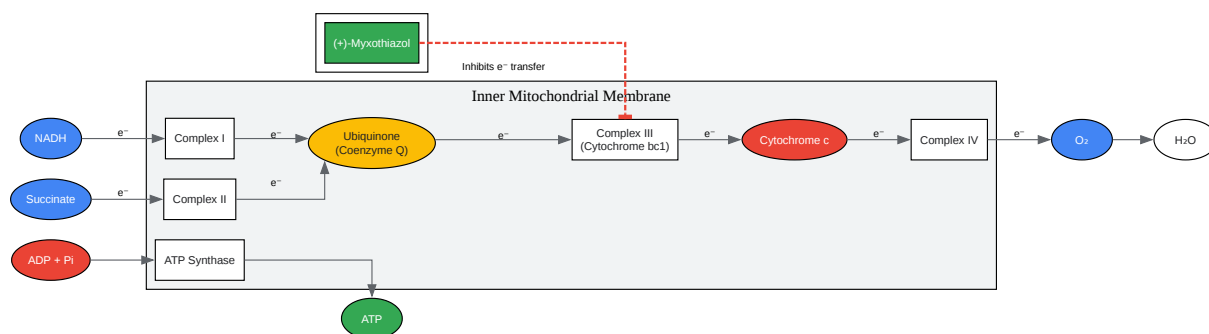 (+)-Myxothiazol
Inhibits e⁻ transfer
Inner Mitochondrial Membrane
NADH
e⁻
Complex I
e⁻
Ubiquinone
(Coenzyme Q)
e⁻
Complex III
(Cytochrome bc1)
e⁻
Cytochrome c
e⁻
Complex IV
e⁻
O₂
H₂O
Succinate
e⁻
Complex II
e⁻
ADP + Pi
ATP Synthase
ATP